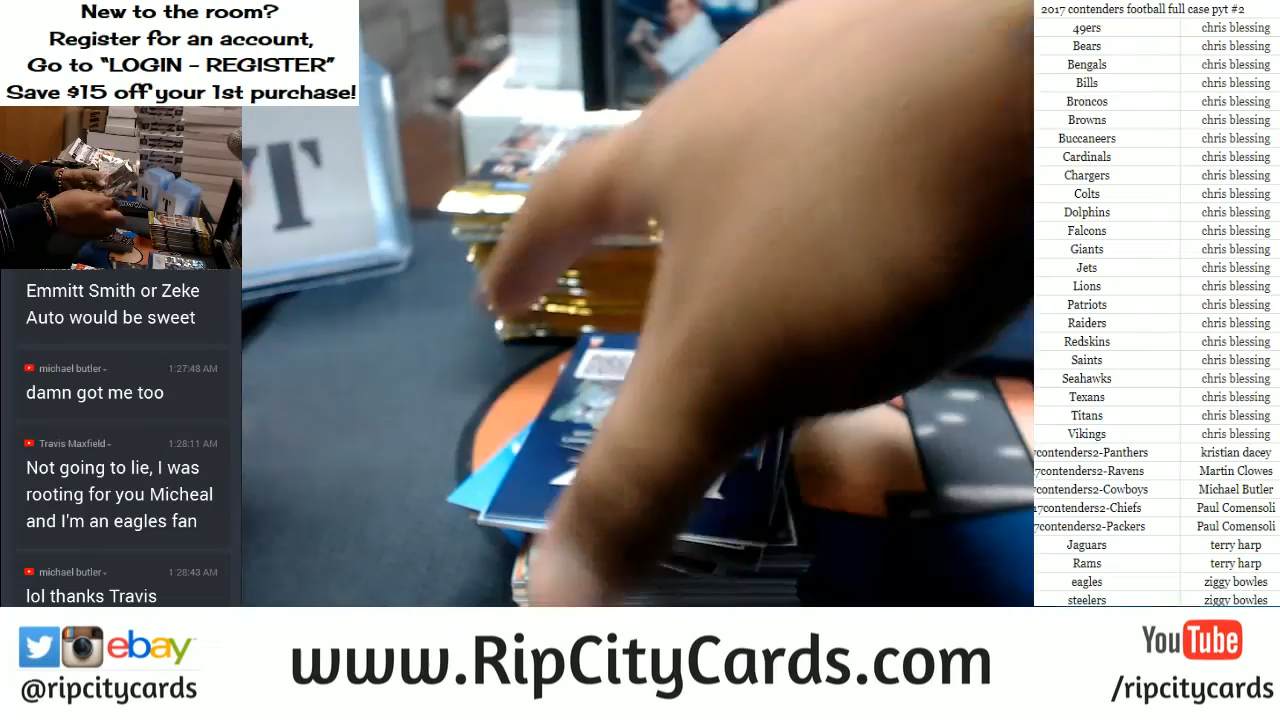 New to the room?
Register for an account,
Go to "LOGIN - REGISTER"
Save $15 off your 1st purchase!
T
R
T
Emmitt Smith or Zeke
Auto would be sweet
michael butler 1:27:48 AM
damn got me too
Travis Maxfield 1:28:11 AM
Not going to lie, I was
rooting for you Micheal
and I'm an eagles fan
michael butler 1:28:43 AM
lol thanks Travis
2017 contenders football full case pyt #2
49ers chris blessing
Bears chris blessing
Bengals chris blessing
Bills chris blessing
Broncos chris blessing
Browns chris blessing
Buccaneers chris blessing
Cardinals chris blessing
Chargers chris blessing
Colts chris blessing
Dolphins chris blessing
Falcons chris blessing
Giants chris blessing
Jets chris blessing
Lions chris blessing
Patriots chris blessing
Raiders chris blessing
Redskins chris blessing
Saints chris blessing
Seahawks chris blessing
Texans chris blessing
Titans chris blessing
Vikings chris blessing
7contenders2-Panthers kristian dacey
17contenders2-Ravens Martin Clowes
7contenders2-Cowboys Michael Butler
17contenders2-Chiefs Paul Comensoli
7contenders2-Packers Paul Comensoli
Jaguars terry harp
Rams terry harp
eagles ziggy bowles
steelers ziggy bowles
ebay
@ripcitycards
www.RipCityCards.com
YouTube
/ripcitycards